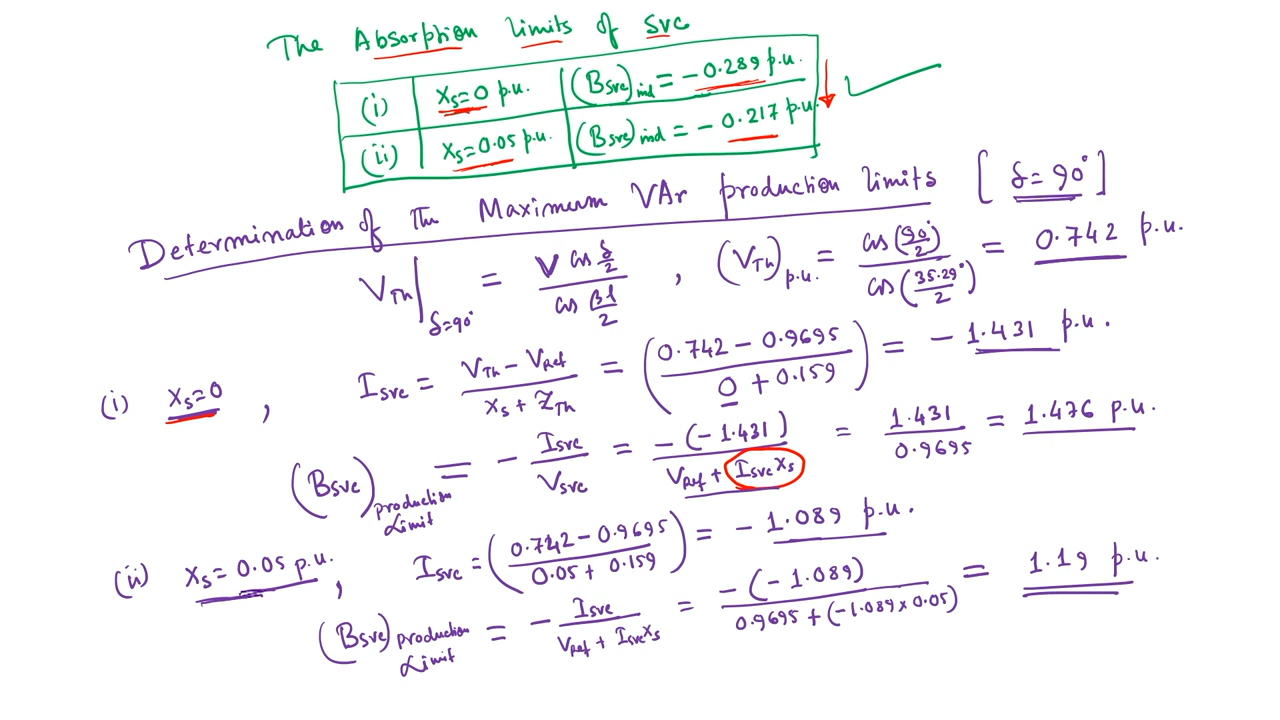 The Absorption limits of SVC
(i) Xs=0 p.u. (Bsvc)ind = - 0.289 p.u.
(ii) Xs=0.05 p.u. (Bsvc)ind = - 0.217 p.u.
Determination of the Maximum VAr production limits [ δ= 90° ]
VTh|δ=90° = V cos δ/2 / cos βl/2 , (VTh)p.u. = cos(90°/2) / cos(35.29°/2) = 0.742 p.u.
(i) Xs=0 , Isvc = VTh - VRef / Xs + ZTh = (0.742 - 0.9695 / 0 + 0.159) = - 1.431 p.u.
(Bsvc)production Limit = - Isvc / Vsvc = -(-1.431) / VRef + Isvc Xs = 1.431 / 0.9695 = 1.476 p.u.
(ii) Xs= 0.05 p.u. , Isvc = (0.742 - 0.9695 / 0.05 + 0.159) = - 1.089 p.u.
(Bsvc)production Limit = - Isvc / VRef + Isvc Xs = -(-1.089) / 0.9695 + (-1.089 x 0.05) = 1.19 p.u.